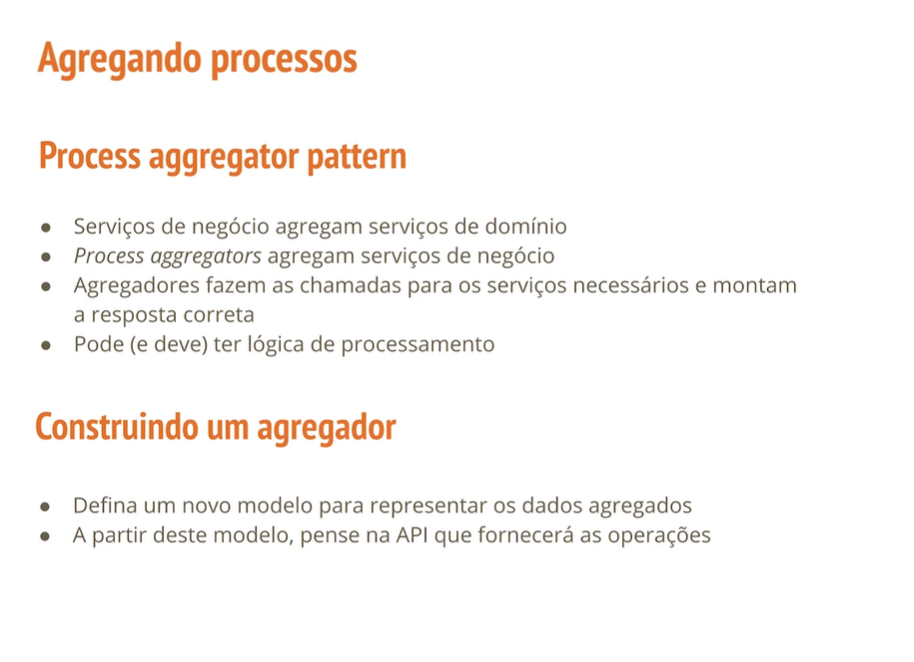 Agregando processos
Process aggregator pattern
● Serviços de negócio agregam serviços de domínio
● Process aggregators agregam serviços de negócio
● Agregadores fazem as chamadas para os serviços necessários e montam
a resposta correta
● Pode (e deve) ter lógica de processamento
Construindo um agregador
● Defina um novo modelo para representar os dados agregados
● A partir deste modelo, pense na API que fornecerá as operações